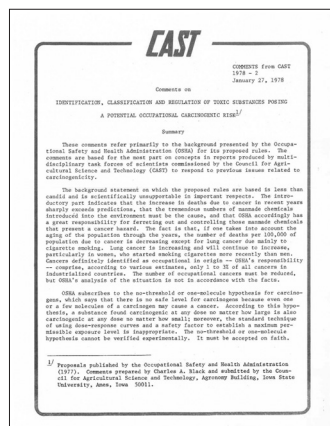 CAST
COMMENTS from CAST
1978 - 2
January 27, 1978
Comments on
IDENTIFICATION, CLASSIFICATION AND REGULATION OF TOXIC SUBSTANCES POSING
A POTENTIAL OCCUPATIONAL CARCINOGENIC RISK1/
Summary
These comments refer primarily to the background presented by the Occupa-
tional Safety and Health Administration (OSHA) for its proposed rules. The
comments are based for the most part on concepts in reports produced by multi-
disciplinary task forces of scientists commissioned by the Council for Agri-
cultural Science and Technology (CAST) to respond to previous issues related to
carcinogenicity.
The background statement on which the proposed rules are based is less than
candid and is scientifically unsupportable in important respects. The intro-
ductory part indicates that the increase in deaths due to cancer in recent years
sharply exceeds predictions, that the tremendous numbers of manmade chemicals
introduced into the environment must be the cause, and that OSHA accordingly has
a great responsibility for ferreting out and controlling those manmade chemicals
that present a cancer hazard. The fact is that, if one takes into account the
aging of the population through the years, the number of deaths per 100,000 of
population due to cancer is decreasing except for lung cancer due mainly to
cigarette smoking. Lung cancer is increasing and will continue to increase,
particularly in women, who started smoking cigarettes more recently than men.
Cancers definitely identified as occupational in origin -- OSHA's responsibility
-- comprise, according to various estimates, only 1 to 3% of all cancers in
industrialized countries. The number of occupational cancers must be reduced,
but OSHA's analysis of the situation is not in accordance with the facts.
OSHA subscribes to the no-threshold or one-molecule hypothesis for carcino-
gens, which says that there is no safe level for carcinogens because even one
or a few molecules of a carcinogen may cause a cancer. According to this hypo-
thesis, a substance found carcinogenic at any dose no matter how large is also
carcinogenic at any dose no matter how small; moreover, the standard technique
of using dose-response curves and a safety factor to establish a maximum per-
missible exposure level is inappropriate. The no-threshold or one-molecule
hypothesis cannot be verified experimentally. It must be accepted on faith.
1/ Proposals published by the Occupational Safety and Health Administration
(1977). Comments prepared by Charles A. Black and submitted by the Coun-
cil for Agricultural Science and Technology, Agronomy Building, Iowa State
University, Ames, Iowa 50011.